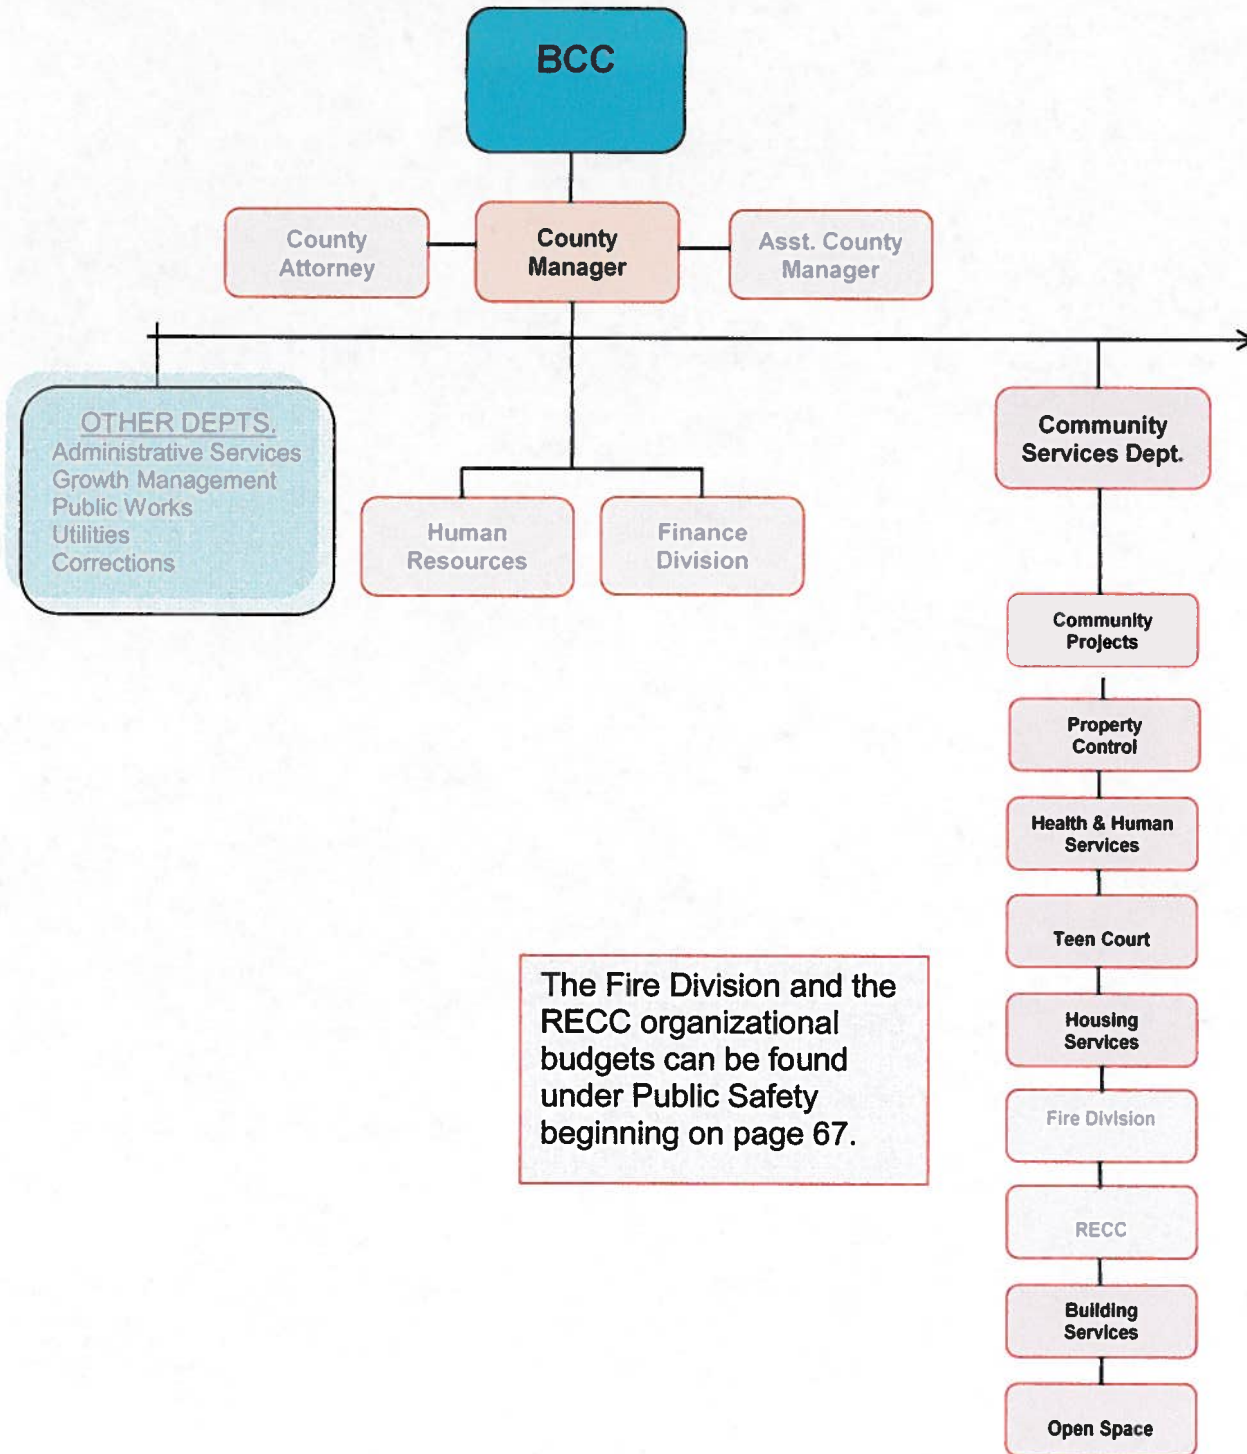 BCC
County
Attorney
County
Manager
Asst. County
Manager
OTHER DEPTS.
Administrative Services
Growth Management
Public Works
Utilities
Corrections
Human
Resources
Finance
Division
Community
Services Dept.
Community
Projects
Property
Control
Health & Human
Services
Teen Court
Housing
Services
Fire Division
RECC
Building
Services
Open Space
The Fire Division and the
RECC organizational
budgets can be found
under Public Safety
beginning on page 67.